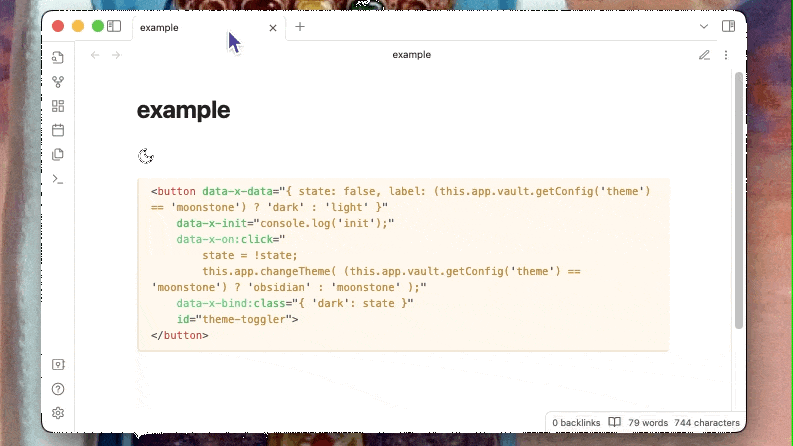 example
example
example
<button data-x-data="{ state: false, label: (this.app.vault.getConfig('theme')
== 'moonstone') ? 'dark' : 'light' }"
data-x-init="console.log('init');"
data-x-on:click="
state = !state;
this.app.changeTheme( (this.app.vault.getConfig('theme') ==
'moonstone') ? 'obsidian' : 'moonstone' );"
data-x-bind:class="{ 'dark': state }"
id="theme-toggler">
</button>
0 backlinks 79 words 744 characters